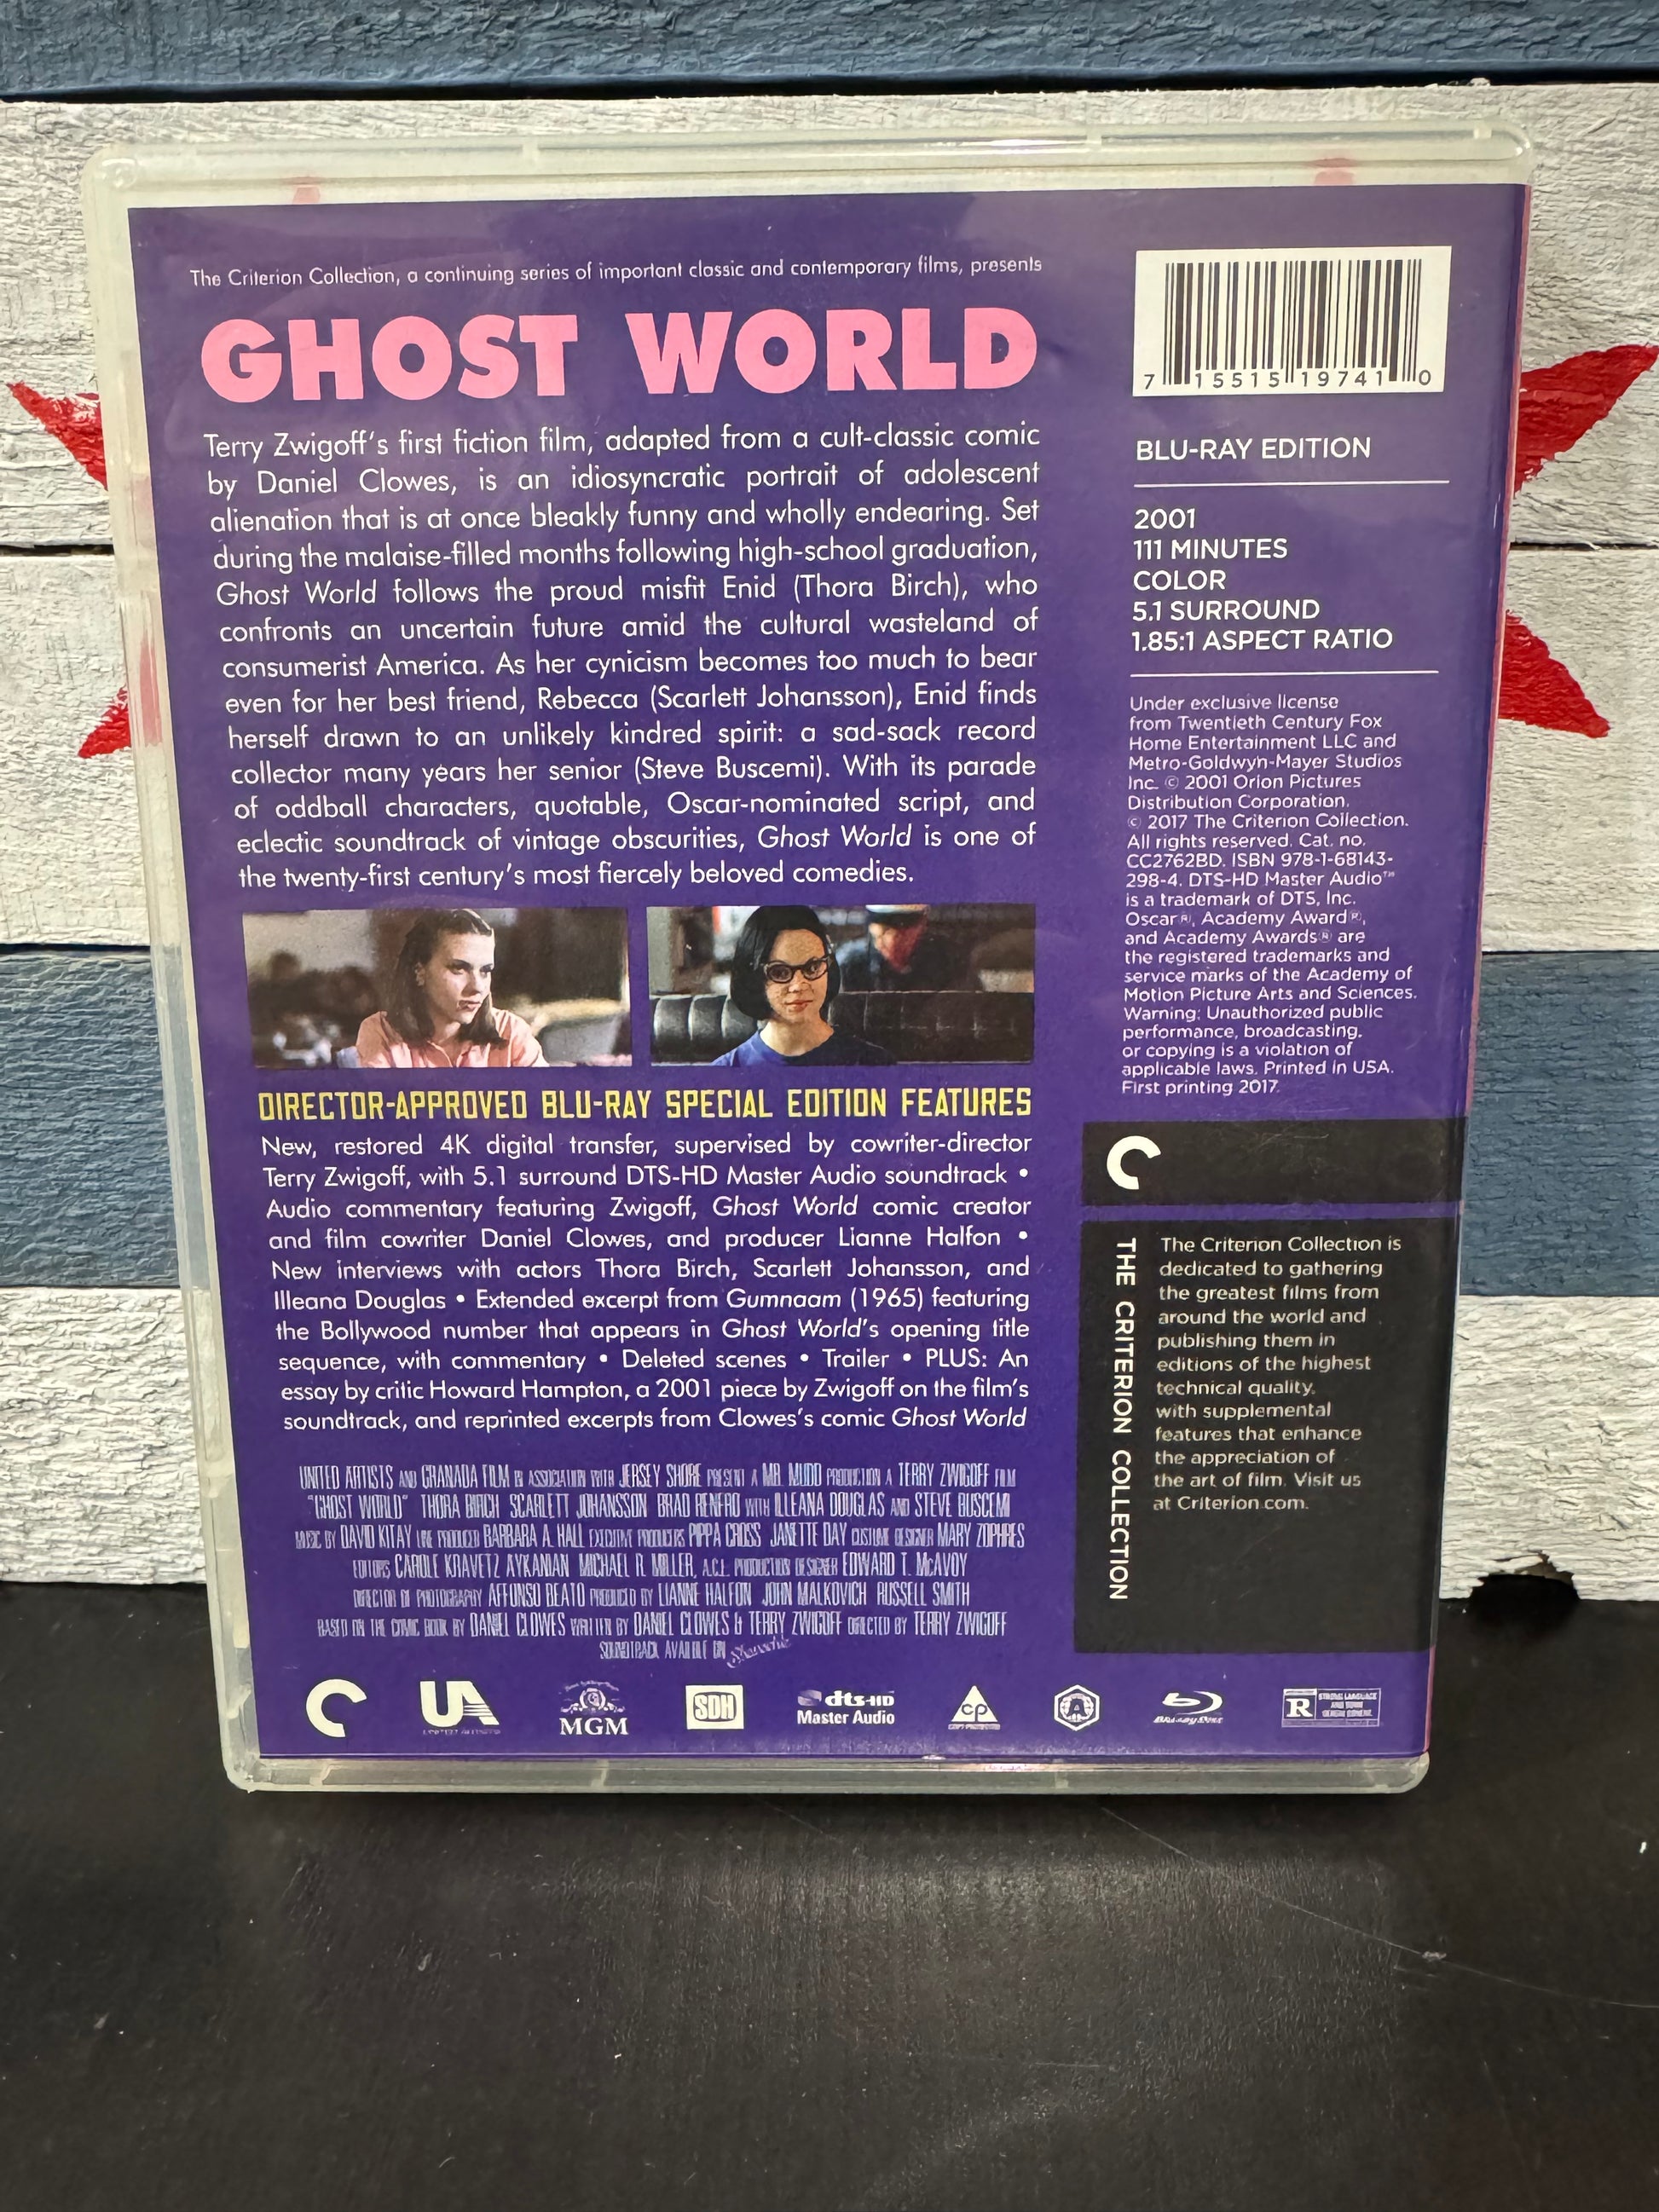 The Criterion Collection, a continuing series of important classic and contemporary films, presents
GHOST WORLD
Terry Zwigoff's first fiction film, adapted from a cult-classic comic
by Daniel Clowes, is an idiosyncratic portrait of adolescent
alienation that is at once bleakly funny and wholly endearing. Set
during the malaise-filled months following high-school graduation,
Ghost World follows the proud misfit Enid (Thora Birch), who
confronts an uncertain future amid the cultural wasteland of
consumerist America. As her cynicism becomes too much to bear
even for her best friend, Rebecca (Scarlett Johansson), Enid finds
herself drawn to an unlikely kindred spirit: a sad-sack record
collector many years her senior (Steve Buscemi). With its parade
of oddball characters, quotable, Oscar-nominated script, and
eclectic soundtrack of vintage obscurities, Ghost World is one of
the twenty-first century's most fiercely beloved comedies.
DIRECTOR-APPROVED BLU-RAY SPECIAL EDITION FEATURES
New, restored 4K digital transfer, supervised by cowriter-director
Terry Zwigoff, with 5.1 surround DTS-HD Master Audio soundtrack •
Audio commentary featuring Zwigoff, Ghost World comic creator
and film cowriter Daniel Clowes, and producer Lianne Halfon •
New interviews with actors Thora Birch, Scarlett Johansson, and
Illeana Douglas • Extended excerpt from Gumnaam (1965) featuring
the Bollywood number that appears in Ghost World's opening title
sequence, with commentary • Deleted scenes • Trailer • PLUS: An
essay by critic Howard Hampton, a 2001 piece by Zwigoff on the film's
soundtrack, and reprinted excerpts from Clowes's comic Ghost World
UNITED ARTISTS AND GRANADA FILM IN ASSOCIATION WITH JERSEY SHORE PRESENT A MR. MUDD PRODUCTION A TERRY ZWIGOFF FILM
"GHOST WORLD" THORA BIRCH SCARLETT JOHANSSON BRAD RENFRO WITH ILLEANA DOUGLAS AND STEVE BUSCEMI
MUSIC BY DAVID KITAY LINE PRODUCER BARBARA A. HALL EXECUTIVE PRODUCERS PIPPA CROSS JANETTE DAY COSTUME DESIGNER MARY ZOPHRES
EDITORS CAROLE KRAVETZ AYKANIAN MICHAEL R. MILLER, A.C.E. PRODUCTION DESIGNER EDWARD T. McAVOY
DIRECTOR OF PHOTOGRAPHY AFFONSO BEATO PRODUCED BY LIANNE HALFON JOHN MALKOVICH RUSSELL SMITH
BASED ON THE COMIC BOOK BY DANIEL CLOWES WRITTEN BY DANIEL CLOWES & TERRY ZWIGOFF DIRECTED BY TERRY ZWIGOFF
SOUNDTRACK AVAILABLE ON Shanachie
UA
UNITED ARTISTS
MGM
SDH
dts-HD
Master Audio
CP
COPY PROTECTED
A
Blu-ray Disc
R
STRONG LANGUAGE
AND SOME
SEXUAL CONTENT
7 15515 19741 0
BLU-RAY EDITION
2001
111 MINUTES
COLOR
5.1 SURROUND
1.85:1 ASPECT RATIO
Under exclusive license
from Twentieth Century Fox
Home Entertainment LLC and
Metro-Goldwyn-Mayer Studios
Inc. © 2001 Orion Pictures
Distribution Corporation.
© 2017 The Criterion Collection.
All rights reserved. Cat. no.
CC2762BD. ISBN 978-1-68143-
298-4. DTS-HD Master Audio™
is a trademark of DTS, Inc.
Oscar®, Academy Award®,
and Academy Awards® are
the registered trademarks and
service marks of the Academy of
Motion Picture Arts and Sciences.
Warning: Unauthorized public
performance, broadcasting,
or copying is a violation of
applicable laws. Printed in USA.
First printing 2017.
THE CRITERION COLLECTION
The Criterion Collection is
dedicated to gathering
the greatest films from
around the world and
publishing them in
editions of the highest
technical quality,
with supplemental
features that enhance
the appreciation of
the art of film. Visit us
at Criterion.com.